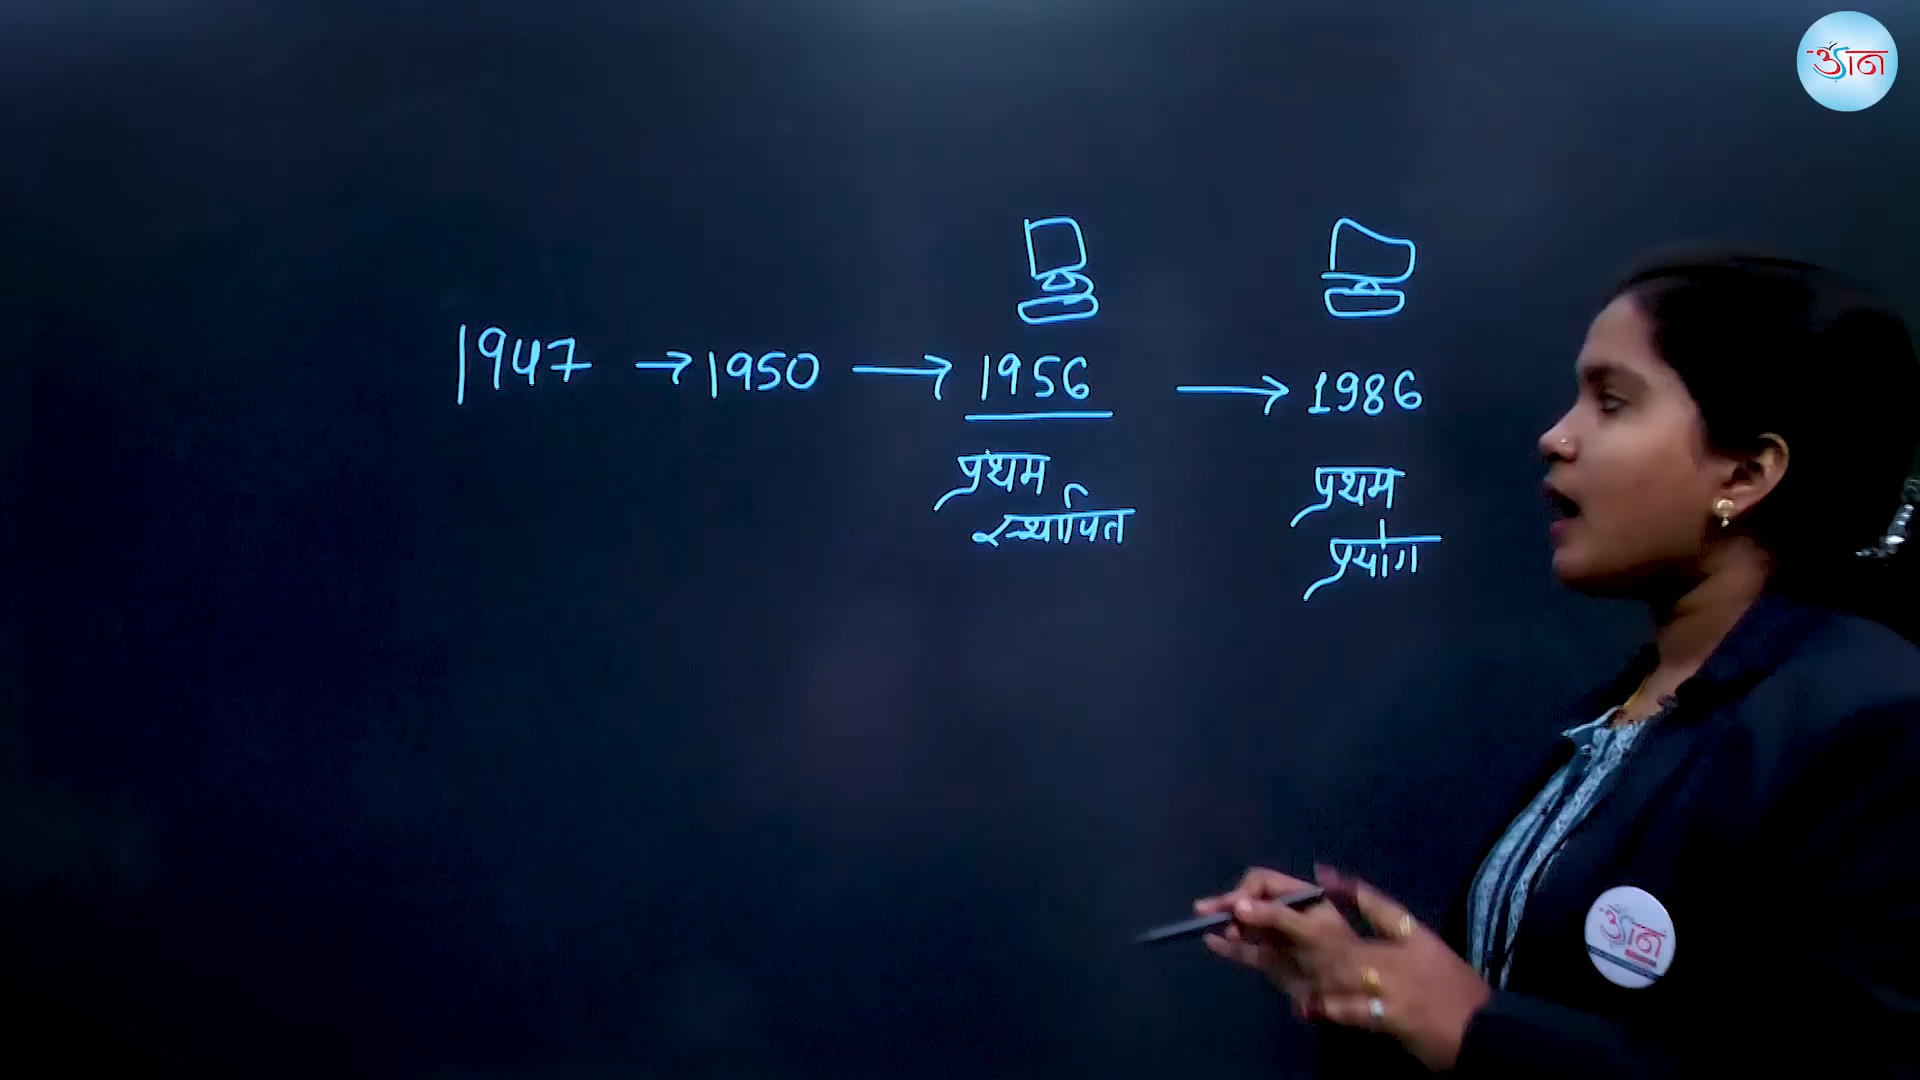 1947 → 1950 → 1956 → 1986
प्रथम
स्थापित
प्रथम
प्रयोग